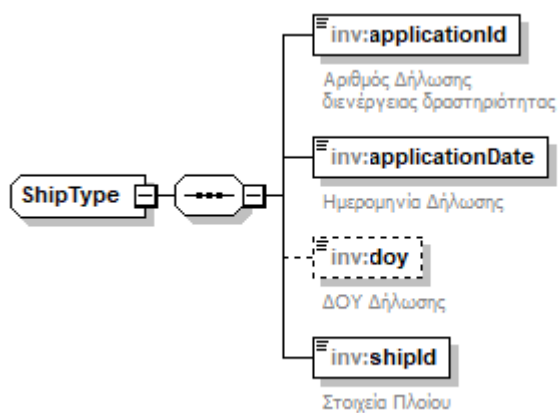 inv:applicationId
Αριθμός Δήλωσης
διενέργειας δραστηριότητας
inv:applicationDate
Ημερομηνία Δήλωσης
ShipType
inv:doy
ΔΟΥ Δήλωσης
inv:shipId
Στοιχεία Πλοίου